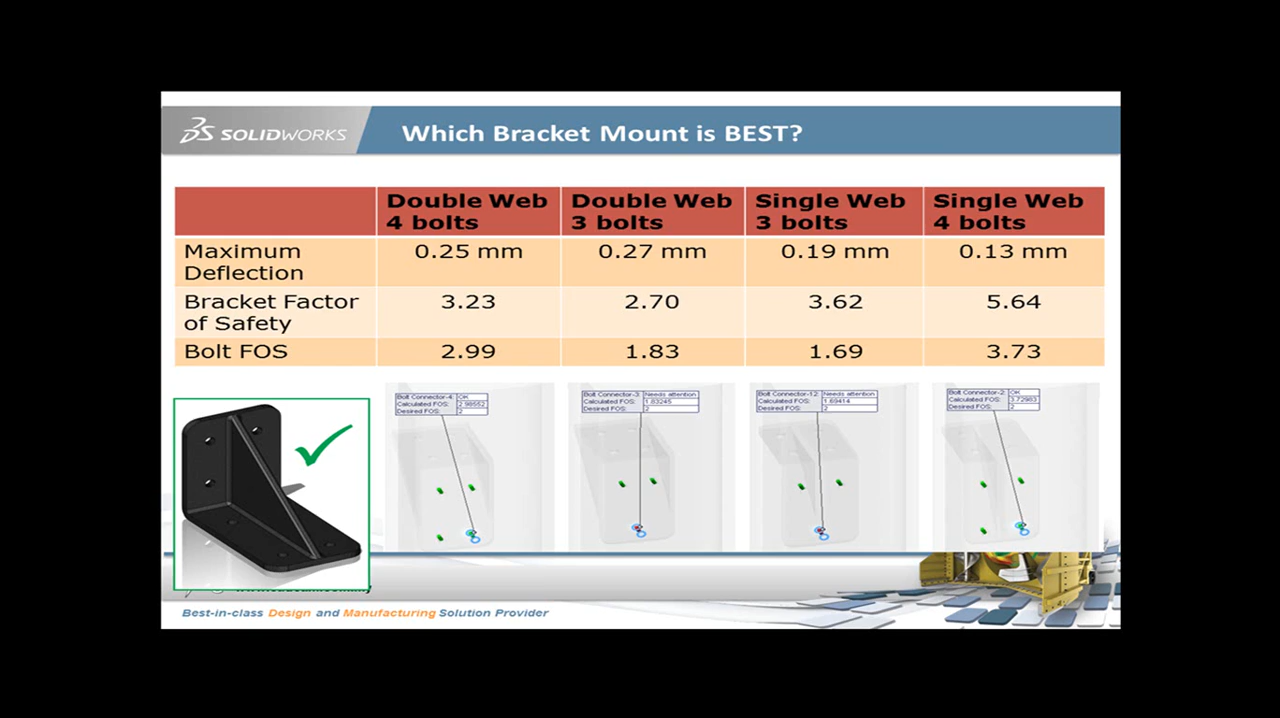 SOLIDWORKS
Which Bracket Mount is BEST?
Double Web Double Web Single Web Single Web
4 bolts 3 bolts 3 bolts 4 bolts
Maximum 0.25 mm 0.27 mm 0.19 mm 0.13 mm
Deflection
Bracket Factor 3.23 2.70 3.62 5.64
of Safety
Bolt FOS 2.99 1.83 1.69 3.73
Bolt Connector-4: OK
Calculated FOS: 2.98552
Desired FOS: 2
Bolt Connector-3: Needs attention
Calculated FOS: 1.83245
Desired FOS: 2
Bolt Connector-12: Needs attention
Calculated FOS: 1.69414
Desired FOS: 2
Bolt Connector-2: OK
Calculated FOS: 3.72983
Desired FOS: 2
Best-in-class Design and Manufacturing Solution Provider